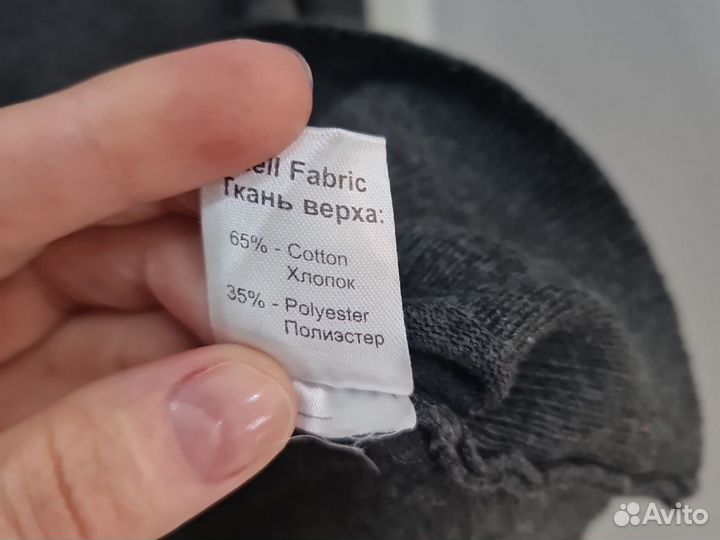 Fabric
Ткань верха:
65% - Cotton
Хлопок
35% - Polyester
Полиэстер
Avito